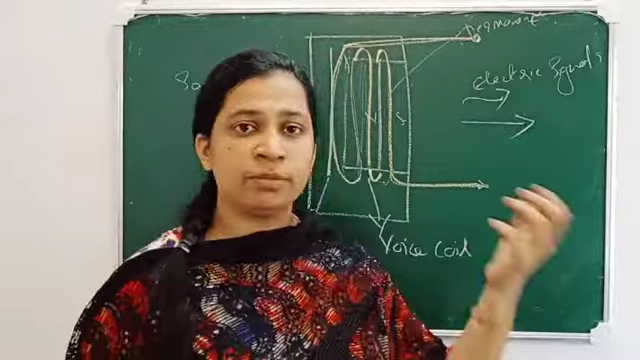 Permanent
Electric Signals
N
S
Voice Coil